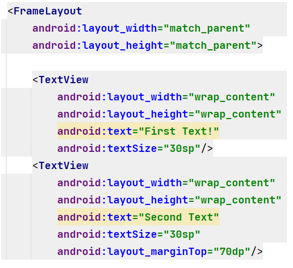 <FrameLayout
android:layout_width="match_parent"
android:layout_height="match_parent">
<TextView
android:layout_width="wrap_content"
android:layout_height="wrap_content"
android:text="First Text!"
android:textSize="30sp"/>
<TextView
android:layout_width="wrap_content"
android:layout_height="wrap_content"
android:text="Second Text"
android:textSize="30sp"
android:layout_marginTop="70dp"/>